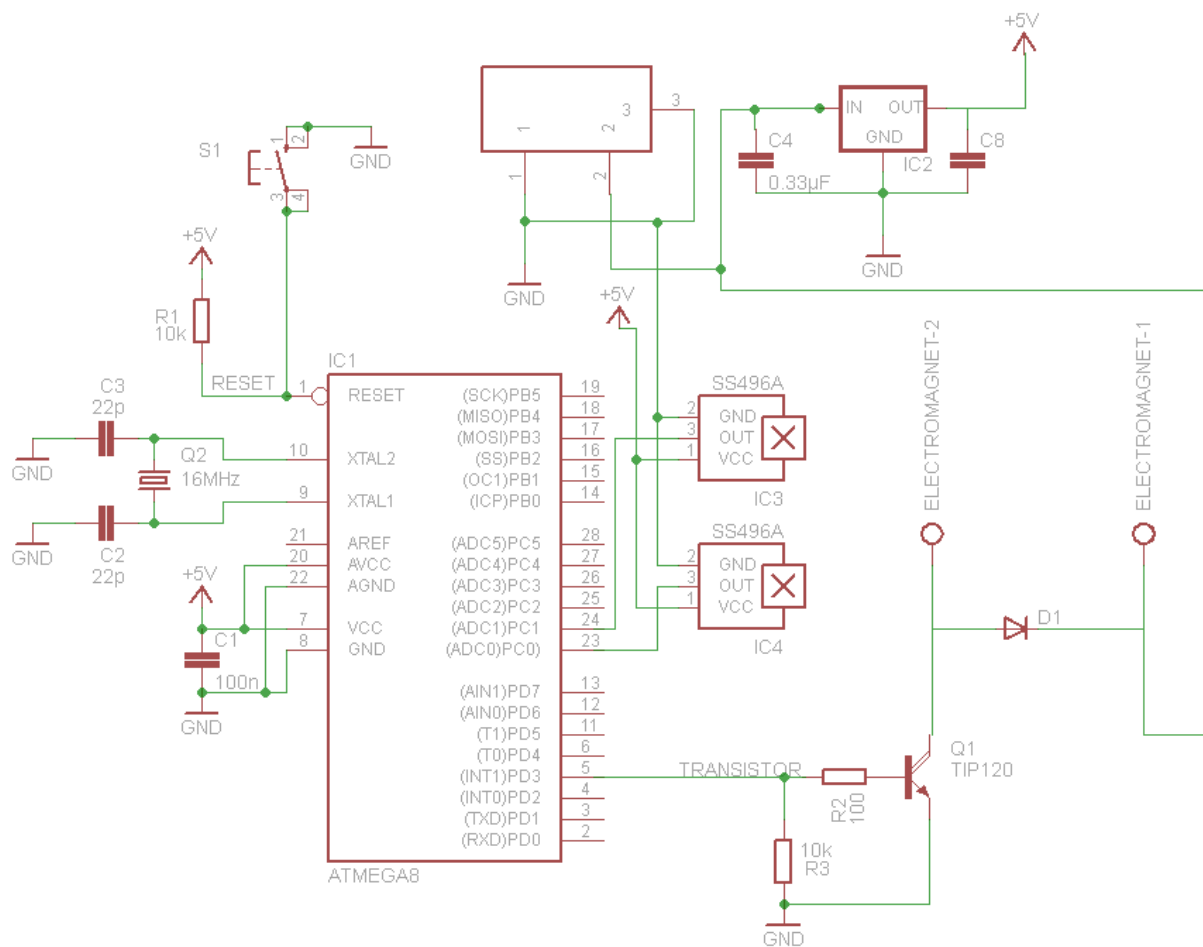 +5V
3
3
IN
OUT
1
2
GND
C4
C8
IC2
0.33µF
1
2
S1
GND
3
4
1
2
+5V
GND
GND
+5V
R1
10k
ELECTROMAGNET-2
ELECTROMAGNET-1
IC1
RESET
1
RESET
(SCK)PB5
19
SS496A
C3
22p
(MISO)PB4
18
2
GND
(MOSI)PB3
17
3
OUT
GND
Q2
16MHz
10
XTAL2
(SS)PB2
16
1
VCC
(OC1)PB1
15
IC3
9
XTAL1
(ICP)PB0
14
SS496A
GND
C2
22p
21
AREF
(ADC5)PC5
28
20
AVCC
(ADC4)PC4
27
2
GND
22
AGND
(ADC3)PC3
26
3
OUT
+5V
(ADC2)PC2
25
1
VCC
7
VCC
(ADC1)PC1
24
D1
C1
8
GND
(ADC0)PC0)
23
IC4
100n
GND
(AIN1)PD7
13
(AIN0)PD6
12
(T1)PD5
11
(T0)PD4
6
Q1
TIP120
(INT1)PD3
5
TRANSISTOR
(INT0)PD2
4
R2
100
(TXD)PD1
3
(RXD)PD0
2
10k
R3
ATMEGA8
GND